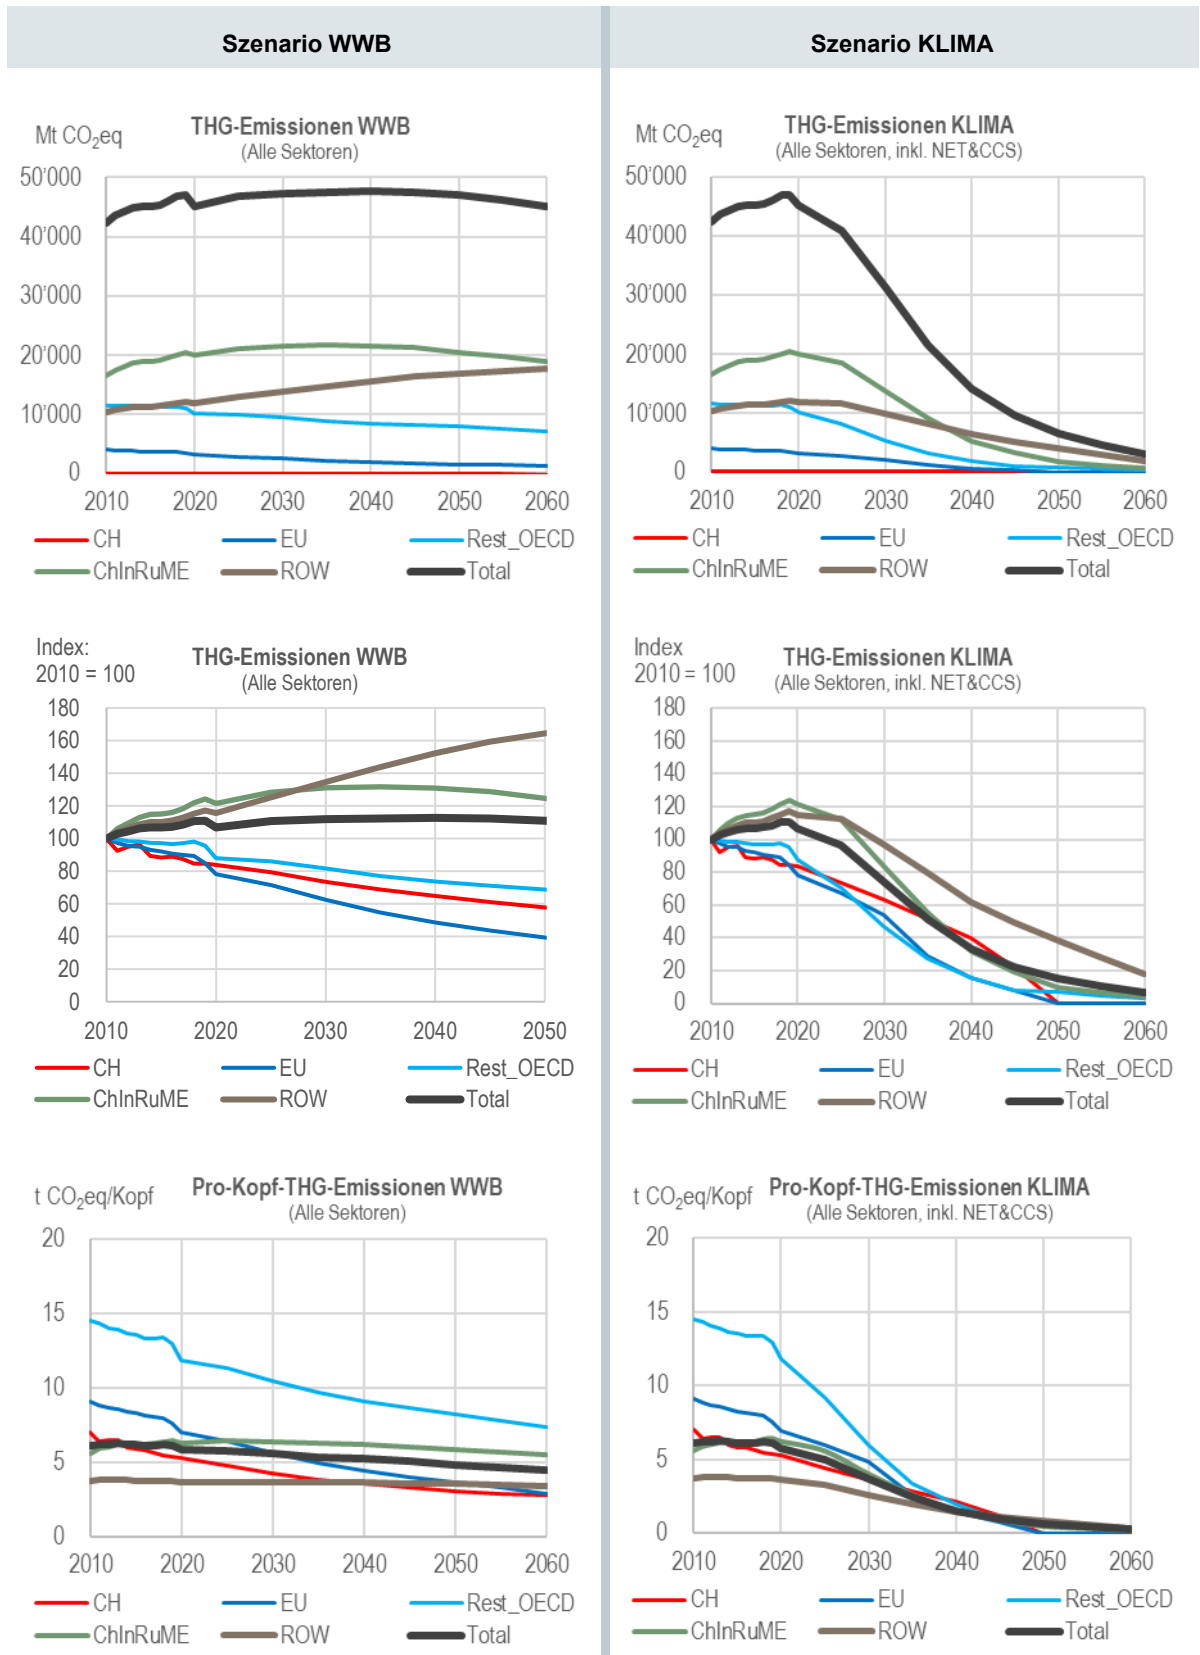 Szenario WWB
Szenario KLIMA
THG-Emissionen WWB
Mt CO₂eq
(Alle Sektoren)
50'000
40'000
30'000
20'000
10'000
0
2010 2020 2030 2040 2050 2060
CH EU Rest_OECD
ChInRuME ROW Total
THG-Emissionen KLIMA
Mt CO₂eq
(Alle Sektoren, inkl. NET&CCS)
50'000
40'000
30'000
20'000
10'000
0
2010 2020 2030 2040 2050 2060
CH EU Rest_OECD
ChInRuME ROW Total
Index:
2010 = 100
THG-Emissionen WWB
(Alle Sektoren)
180
160
140
120
100
80
60
40
20
0
2010 2020 2030 2040 2050
CH EU Rest_OECD
ChInRuME ROW Total
Index
2010 = 100
THG-Emissionen KLIMA
(Alle Sektoren, inkl. NET&CCS)
180
160
140
120
100
80
60
40
20
0
2010 2020 2030 2040 2050 2060
CH EU Rest_OECD
ChInRuME ROW Total
t CO₂eq/Kopf
Pro-Kopf-THG-Emissionen WWB
(Alle Sektoren)
20
15
10
5
0
2010 2020 2030 2040 2050 2060
CH EU Rest_OECD
ChInRuME ROW Total
t CO₂eq/Kopf
Pro-Kopf-THG-Emissionen KLIMA
(Alle Sektoren, inkl. NET&CCS)
20
15
10
5
0
2010 2020 2030 2040 2050 2060
CH EU Rest_OECD
ChInRuME ROW Total